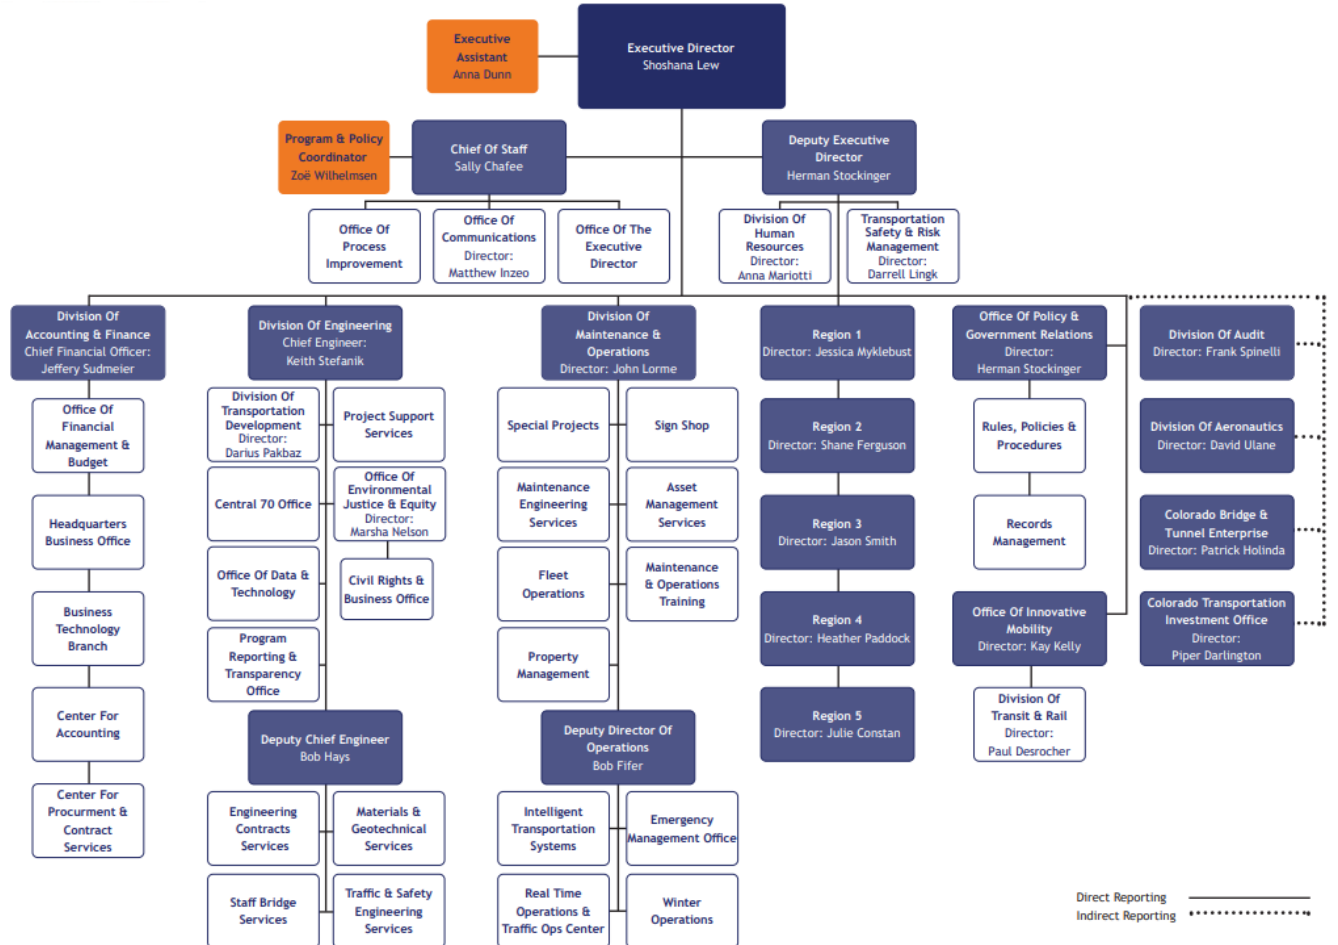 Executive
Assistant
Anna Dunn
Executive Director
Shoshana Lew
Program & Policy
Coordinator
Zoë Wilhelmsen
Chief Of Staff
Sally Chafee
Deputy Executive
Director
Herman Stockinger
Office Of
Process
Improvement
Office Of
Communications
Director:
Matthew Inzeo
Office Of The
Executive
Director
Division Of
Human
Resources
Director:
Anna Mariotti
Transportation
Safety & Risk
Management
Director:
Darrell Lingk
Division Of
Accounting & Finance
Chief Financial Officer:
Jeffery Sudmeier
Office Of
Financial
Management &
Budget
Headquarters
Business Office
Business
Technology
Branch
Center For
Accounting
Center For
Procurment &
Contract
Services
Division Of Engineering
Chief Engineer:
Keith Stefanik
Division Of
Transportation
Development
Director:
Darius Pakbaz
Project Support
Services
Central 70 Office
Office Of
Environmental
Justice & Equity
Director:
Marsha Nelson
Office Of Data &
Technology
Civil Rights &
Business Office
Program
Reporting &
Transparency
Office
Deputy Chief Engineer
Bob Hays
Engineering
Contracts
Services
Materials &
Geotechnical
Services
Staff Bridge
Services
Traffic & Safety
Engineering
Services
Division Of
Maintenance &
Operations
Director: John Lorme
Special Projects
Sign Shop
Maintenance
Engineering
Services
Asset
Management
Services
Fleet
Operations
Maintenance
& Operations
Training
Property
Management
Deputy Director Of
Operations
Bob Fifer
Intelligent
Transportation
Systems
Emergency
Management Office
Real Time
Operations &
Traffic Ops Center
Winter
Operations
Region 1
Director: Jessica Myklebust
Region 2
Director: Shane Ferguson
Region 3
Director: Jason Smith
Region 4
Director: Heather Paddock
Region 5
Director: Julie Constan
Office Of Policy &
Government Relations
Director:
Herman Stockinger
Rules, Policies &
Procedures
Records
Management
Office Of Innovative
Mobility
Director: Kay Kelly
Division Of
Transit & Rail
Director:
Paul Desrocher
Division Of Audit
Director: Frank Spinelli
Division Of Aeronautics
Director: David Ulane
Colorado Bridge &
Tunnel Enterprise
Director: Patrick Holinda
Colorado Transportation
Investment Office
Director:
Piper Darlington
Direct Reporting
Indirect Reporting